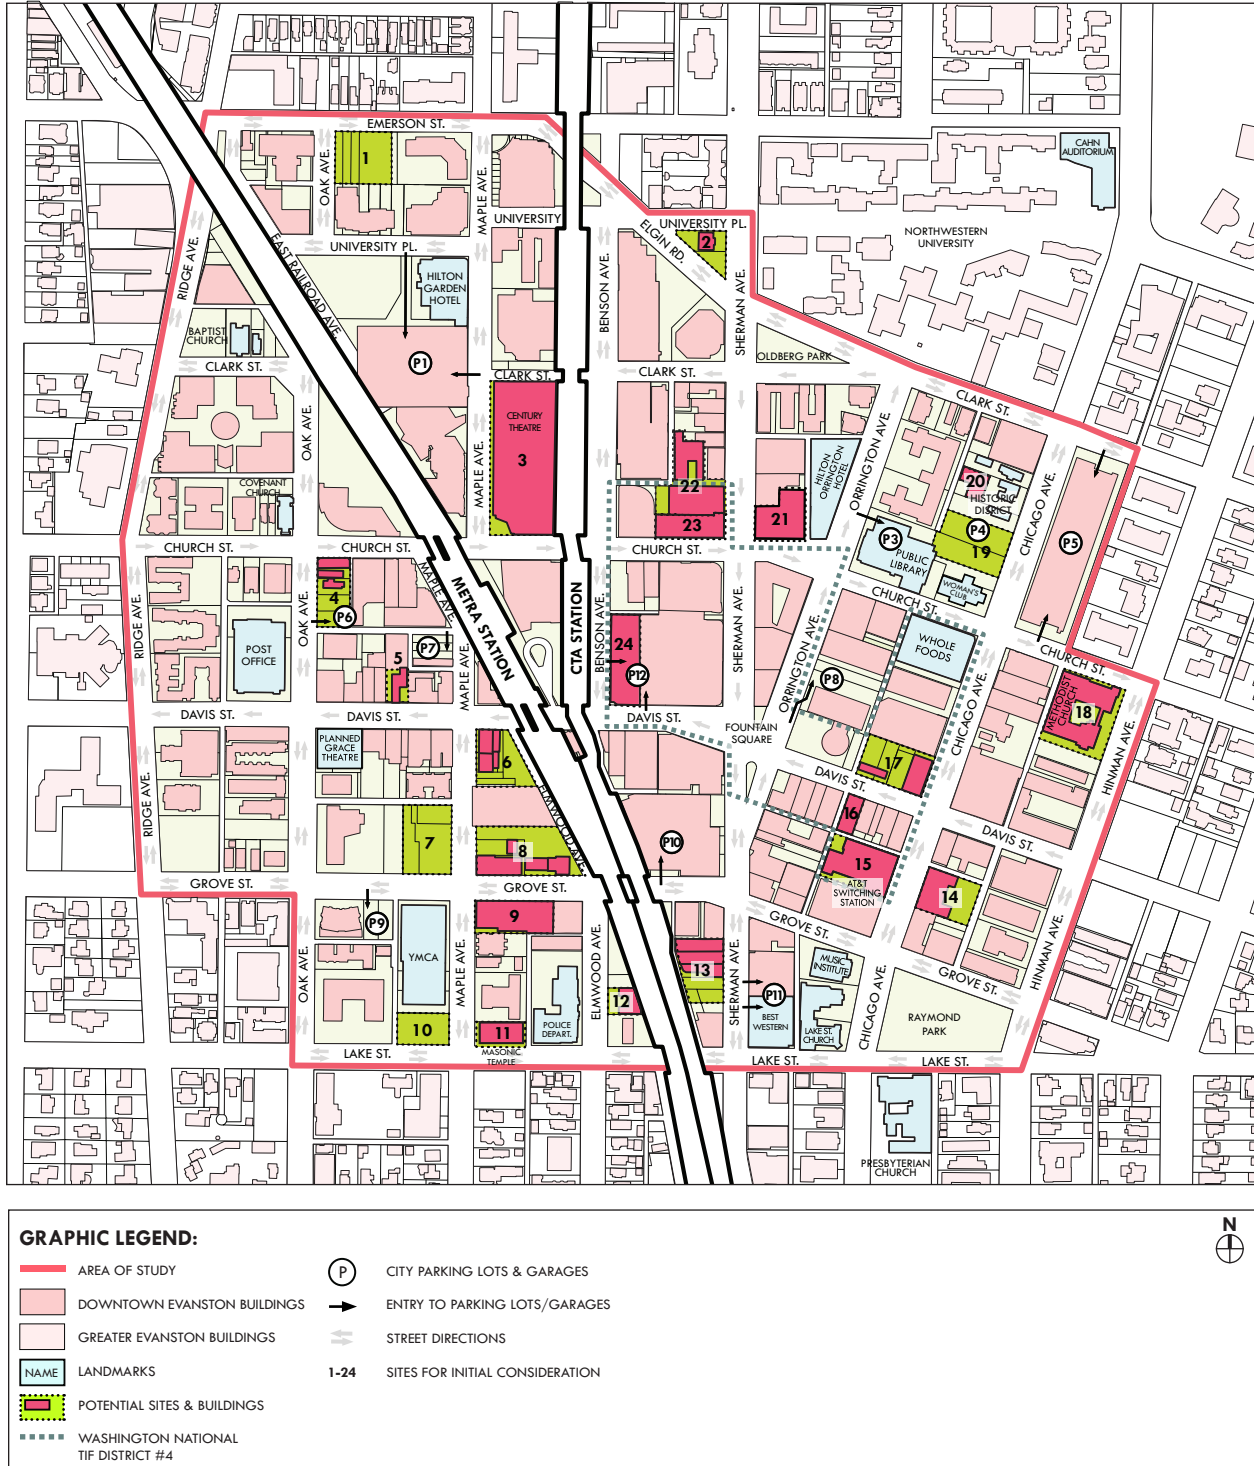 EMERSON ST.
CAHN
AUDITORIUM
1
OAK AVE.
MAPLE AVE.
UNIVERSITY
UNIVERSITY PL.
2
ELGIN RD.
NORTHWESTERN
UNIVERSITY
UNIVERSITY PL.
RIDGE AVE.
EAST RAILROAD AVE.
HILTON
GARDEN
HOTEL
BENSON AVE.
SHERMAN AVE.
BAPTIST
CHURCH
OLDBERG PARK
CLARK ST.
P1
CLARK ST.
CLARK ST.
CLARK ST.
OAK AVE.
CENTURY
THEATRE
3
MAPLE AVE.
HILTON
ORRINGTON
HOTEL
ORRINGTON AVE.
20
HISTORIC
DISTRICT
COVENANT
CHURCH
22
23
21
P3
P4
19
CHICAGO AVE.
P5
CHURCH ST.
CHURCH ST.
CHURCH ST.
PUBLIC
LIBRARY
WOMAN'S
CLUB
CHURCH ST.
MAPLE AVE.
METRA STATION
CTA STATION
4
P6
OAK AVE.
RIDGE AVE.
POST
OFFICE
5
P7
MAPLE AVE.
BENSON AVE.
24
P12
SHERMAN AVE.
ORRINGTON AVE.
WHOLE
FOODS
CHURCH ST.
P8
CHICAGO AVE.
METHODIST
CHURCH
18
DAVIS ST.
DAVIS ST.
DAVIS ST.
FOUNTAIN
SQUARE
PLANNED
GRACE
THEATRE
6
17
DAVIS ST.
HINMAN AVE.
RIDGE AVE.
ELMWOOD AVE.
16
DAVIS ST.
7
8
P10
15
AT&T
SWITCHING
STATION
14
GROVE ST.
GROVE ST.
P9
9
GROVE ST.
OAK AVE.
YMCA
MAPLE AVE.
ELMWOOD AVE.
13
SHERMAN AVE.
MUSIC
INSTITUTE
GROVE ST.
HINMAN AVE.
12
P11
10
11
POLICE
DEPART.
BEST
WESTERN
LAKE ST.
CHURCH
CHICAGO AVE.
RAYMOND
PARK
LAKE ST.
MASONIC
TEMPLE
LAKE ST.
LAKE ST.
PRESBYTERIAN
CHURCH
GRAPHIC LEGEND:
N
AREA OF STUDY
P
CITY PARKING LOTS & GARAGES
DOWNTOWN EVANSTON BUILDINGS
ENTRY TO PARKING LOTS/GARAGES
GREATER EVANSTON BUILDINGS
STREET DIRECTIONS
NAME
LANDMARKS
1-24
SITES FOR INITIAL CONSIDERATION
POTENTIAL SITES & BUILDINGS
WASHINGTON NATIONAL
TIF DISTRICT #4